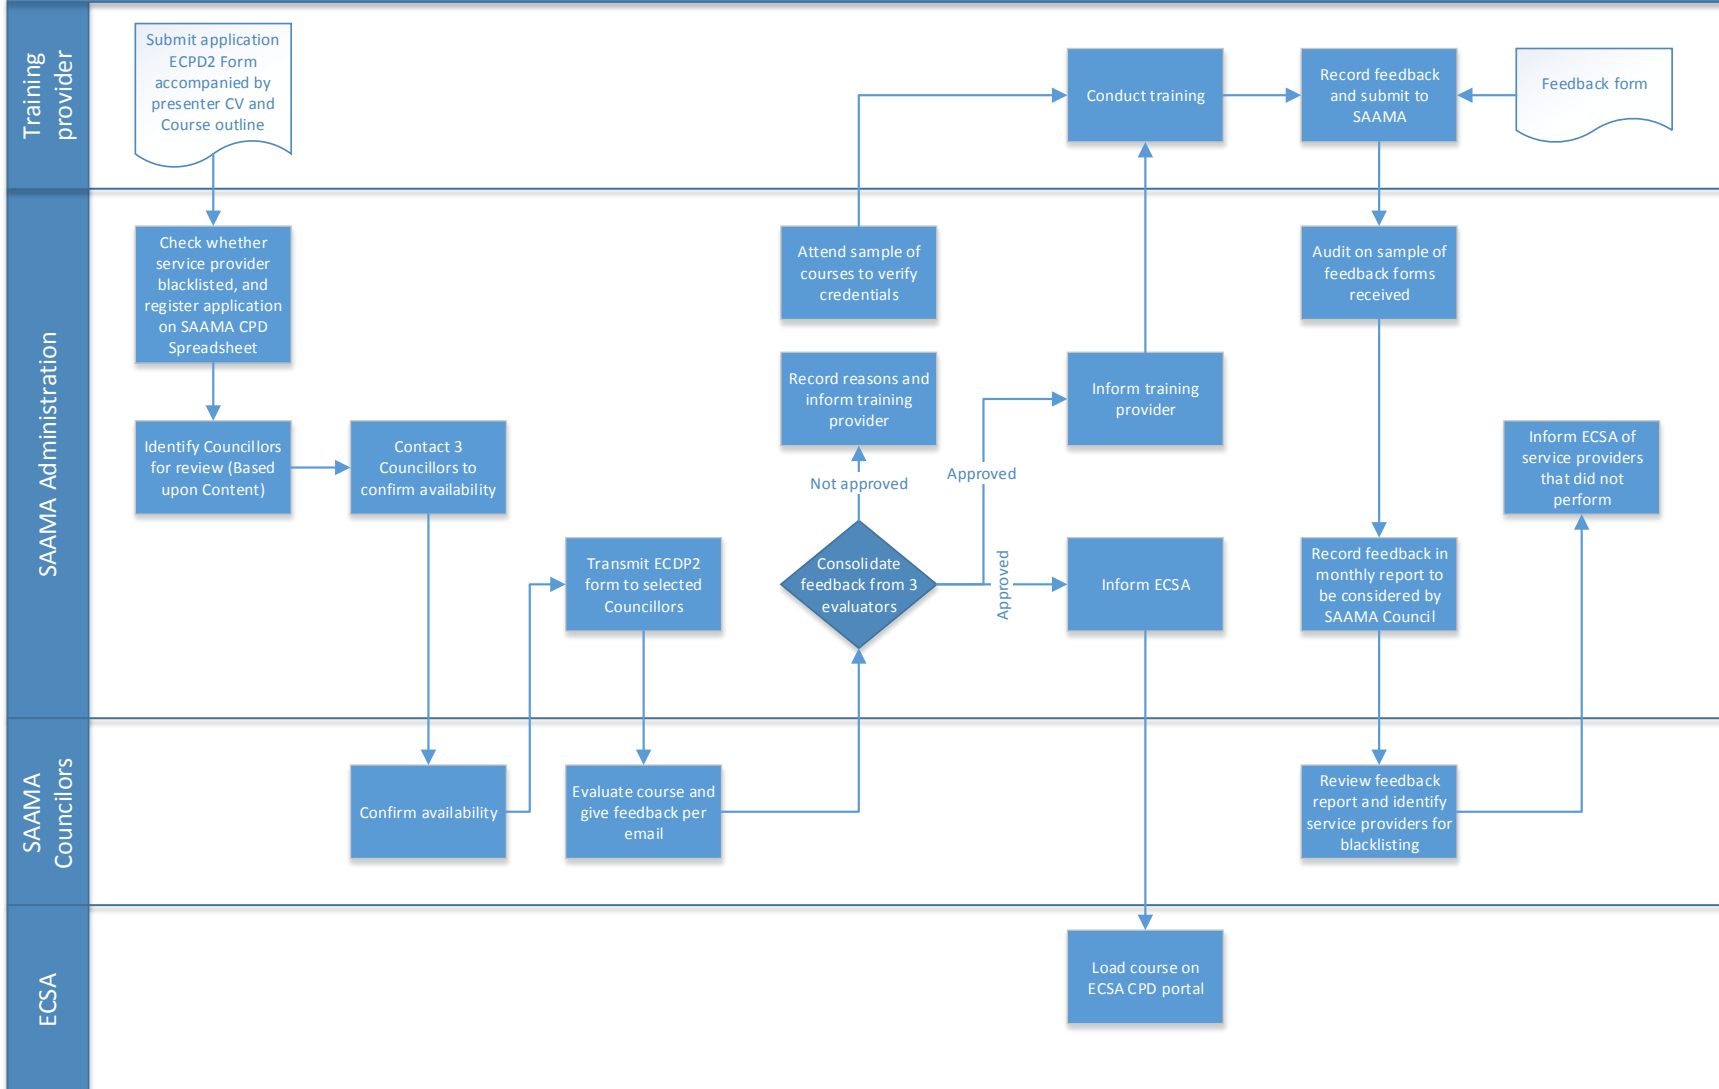 Training
provider
Submit application
ECPD2 Form
accompanied by
presenter CV and
Course outline
Conduct training
Record feedback
and submit to
SAAMA
Feedback form
SAAMA Administration
Check whether
service provider
blacklisted, and
register application
on SAAMA CPD
Spreadsheet
Attend sample of
courses to verify
credentials
Audit on sample of
feedback forms
received
Record reasons and
inform training
provider
Inform training
provider
Identify Councillors
for review (Based
upon Content)
Contact 3
Councillors to
confirm availability
Not approved
Approved
Inform ECSA of
service providers
that did not
perform
Transmit ECDP2
form to selected
Councillors
Consolidate
feedback from 3
evaluators
Approved
Inform ECSA
Record feedback in
monthly report to
be considered by
SAAMA Council
SAAMA
Councilors
Confirm availability
Evaluate course and
give feedback per
email
Review feedback
report and identify
service providers for
blacklisting
ECSA
Load course on
ECSA CPD portal